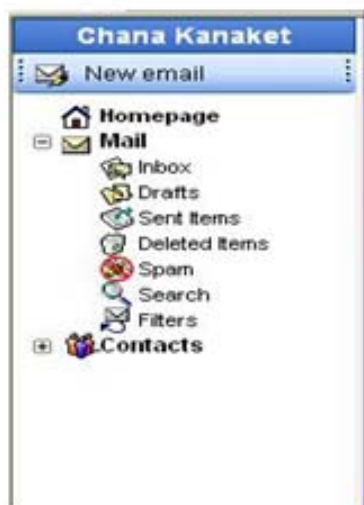 Chana Kanaket
New email
Homepage
Mail
Inbox
Drafts
Sent Items
Deleted Items
Spam
Search
Filters
Contacts